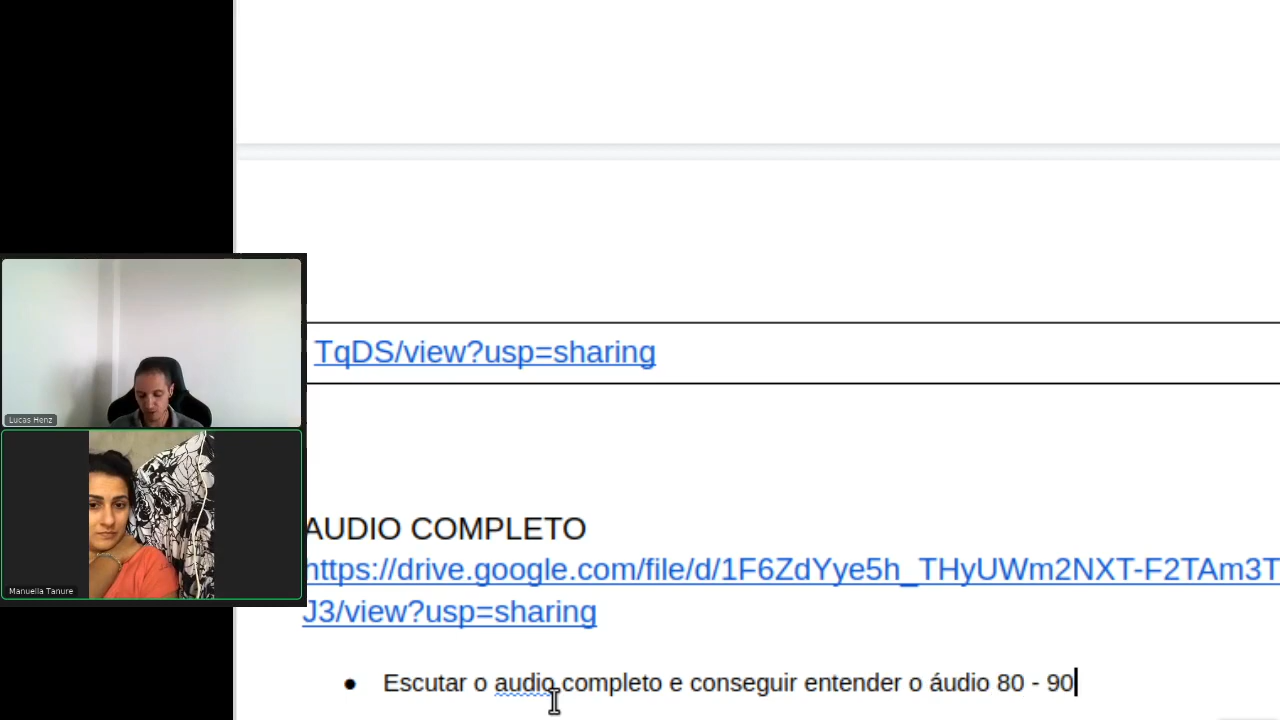 TqDS/view?usp=sharing
Lucas Henz
Manuella Tanure
AUDIO COMPLETO
https://drive.google.com/file/d/1F6ZdYye5h_THyUWm2NXT-F2TAm3T
J3/view?usp=sharing
● Escutar o audio completo e conseguir entender o áudio 80 - 90